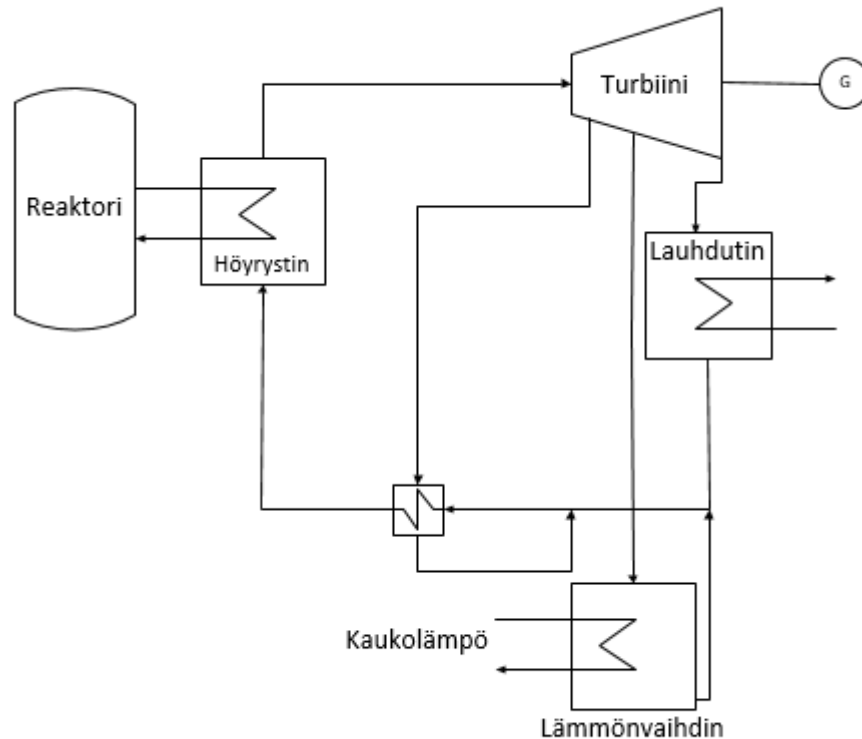 Turbiini
G
Reaktori
Höyrystin
Lauhdutin
Kaukolämpö
Lämmönvaihdin